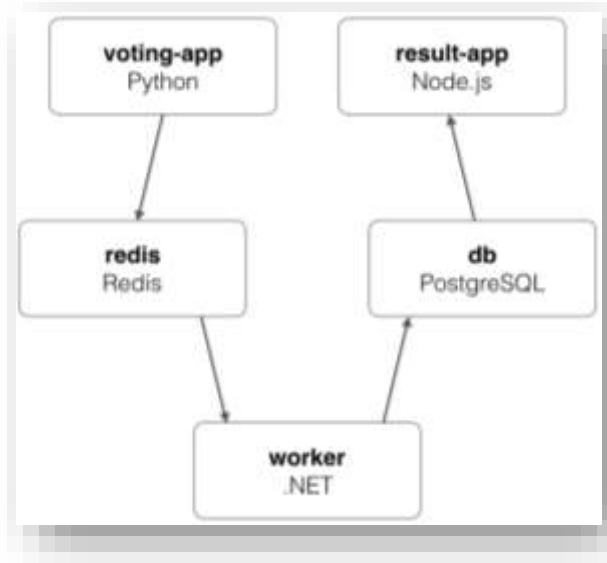 voting-app
Python
result-app
Node.js
redis
Redis
db
PostgreSQL
worker
.NET